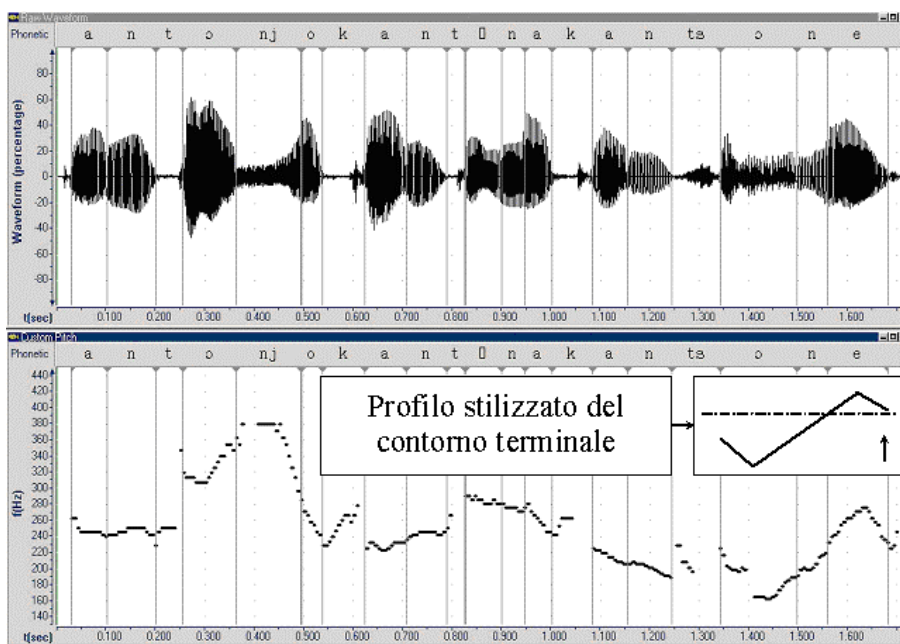 Raw Waveform
Phonetic a n t ɔ nj o k a n t n a k a n ts ɔ n e
80
60
40
20
0
-20
-40
-60
-80
Waveform (percentage)
t(sec) 0.100 0.200 0.300 0.400 0.500 0.600 0.700 0.800 0.900 1.000 1.100 1.200 1.300 1.400 1.500 1.600
Custom Pitch
Phonetic a n t ɔ nj o k a n t n a k a n ts ɔ n e
440
420
400
380
360
340
320
300
280
260
240
220
200
180
160
140
f(Hz)
Profilo stilizzato del
contorno terminale
t(sec) 0.100 0.200 0.300 0.400 0.500 0.600 0.700 0.800 0.900 1.000 1.100 1.200 1.300 1.400 1.500 1.600